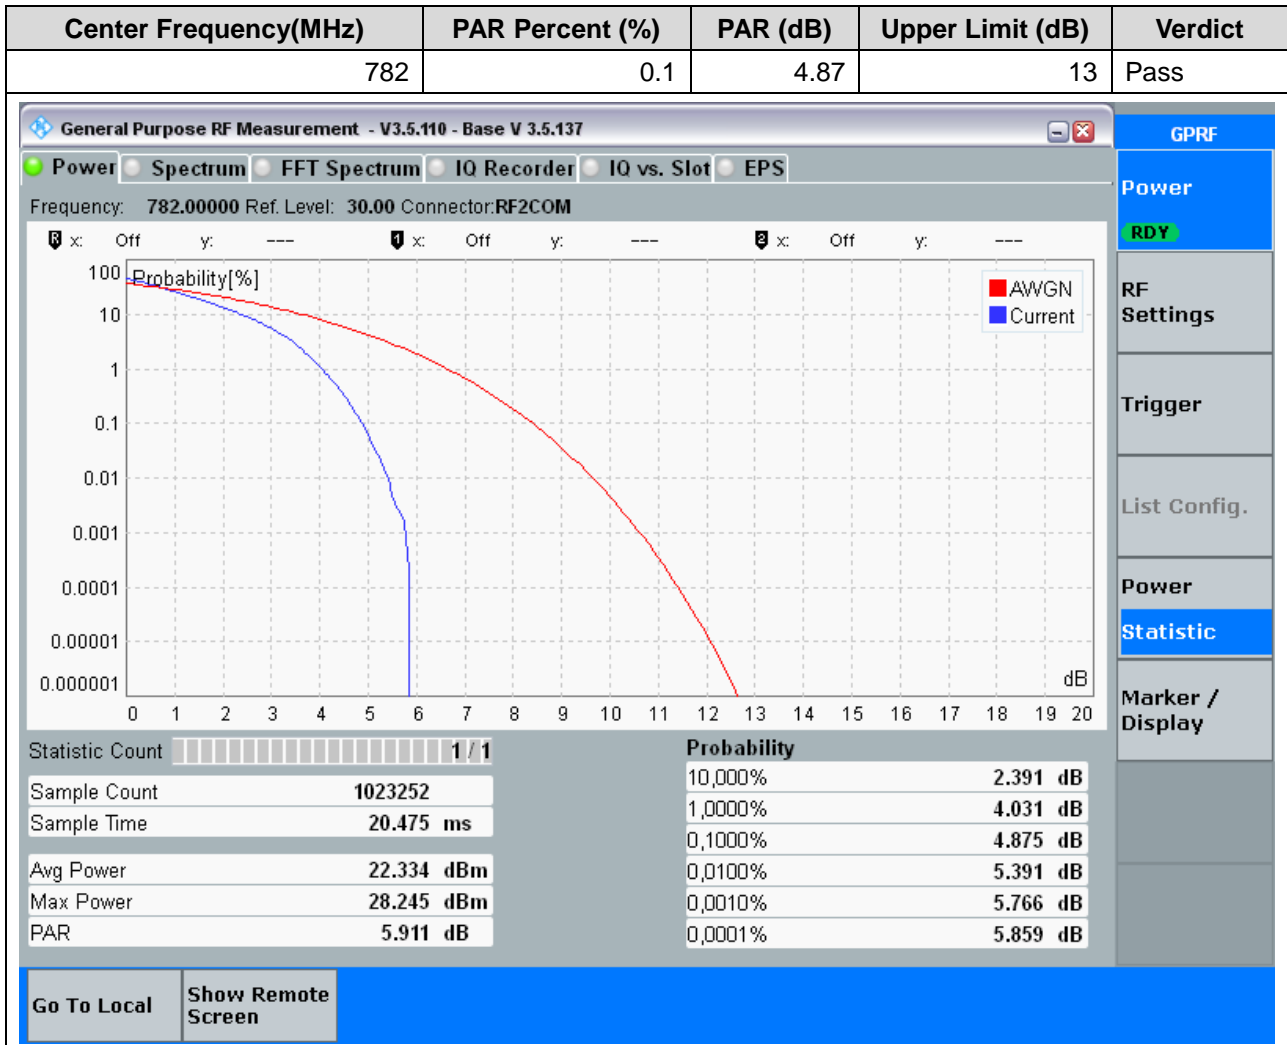 Center Frequency(MHz) PAR Percent (%) PAR (dB) Upper Limit (dB) Verdict
782 0.1 4.87 13 Pass
General Purpose RF Measurement - V3.5.110 - Base V 3.5.137
GPRF
Power Spectrum FFT Spectrum IQ Recorder IQ vs. Slot EPS
Power
RDY
Frequency: 782.00000 Ref. Level: 30.00 Connector:RF2COM
R x: Off y: --- 1 x: Off y: --- 2 x: Off y: ---
Probability[%]
AWGN
Current
100
10
1
0.1
0.01
0.001
0.0001
0.00001
0.000001
dB
0 1 2 3 4 5 6 7 8 9 10 11 12 13 14 15 16 17 18 19 20
RF
Settings
Trigger
List Config.
Power
Statistic
Marker /
Display
Statistic Count 1 / 1
Sample Count 1023252
Sample Time 20.475 ms
Avg Power 22.334 dBm
Max Power 28.245 dBm
PAR 5.911 dB
Probability
10,000% 2.391 dB
1,0000% 4.031 dB
0,1000% 4.875 dB
0,0100% 5.391 dB
0,0010% 5.766 dB
0,0001% 5.859 dB
Go To Local
Show Remote
Screen